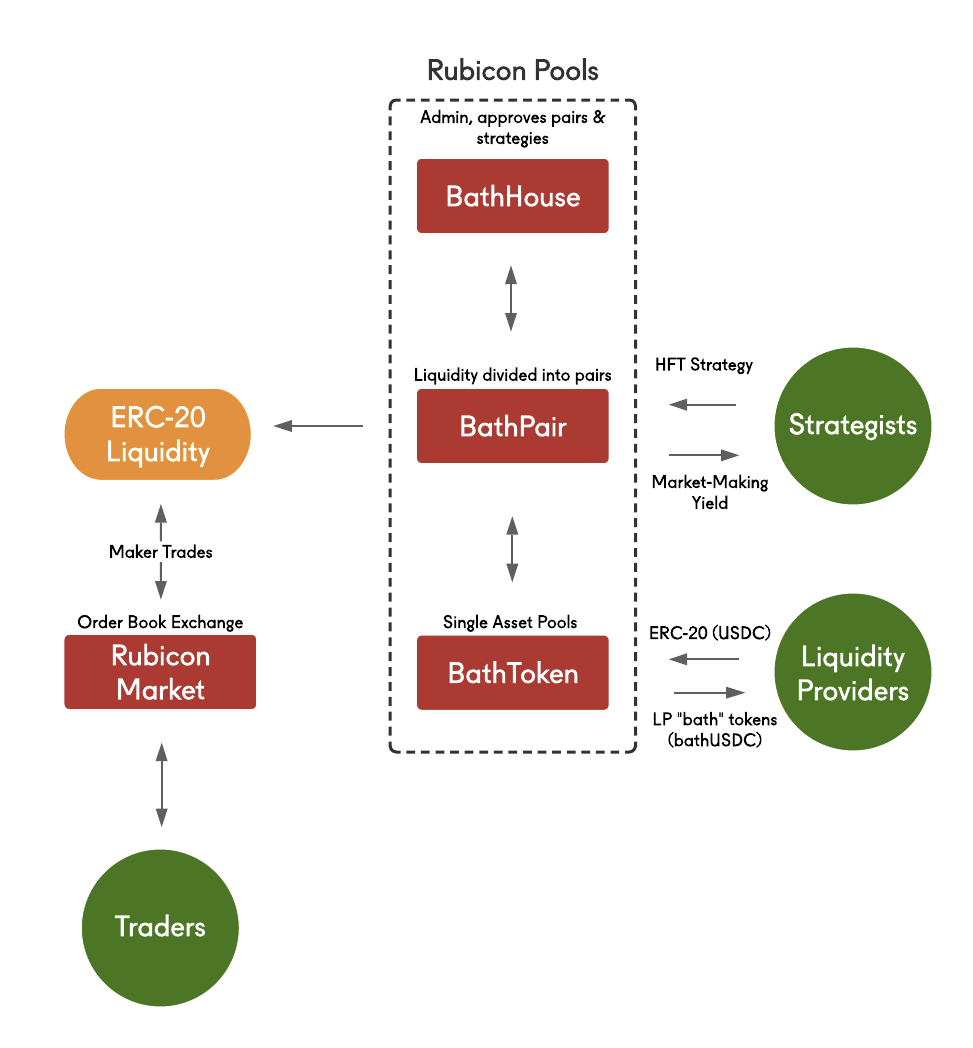 Rubicon Pools
Admin, approves pairs &
strategies
BathHouse
Liquidity divided into pairs
BathPair
HFT Strategy
Market-Making
Yield
Strategists
ERC-20
Liquidity
Maker Trades
Order Book Exchange
Rubicon
Market
Single Asset Pools
BathToken
ERC-20 (USDC)
LP "bath" tokens
(bathUSDC)
Liquidity
Providers
Traders